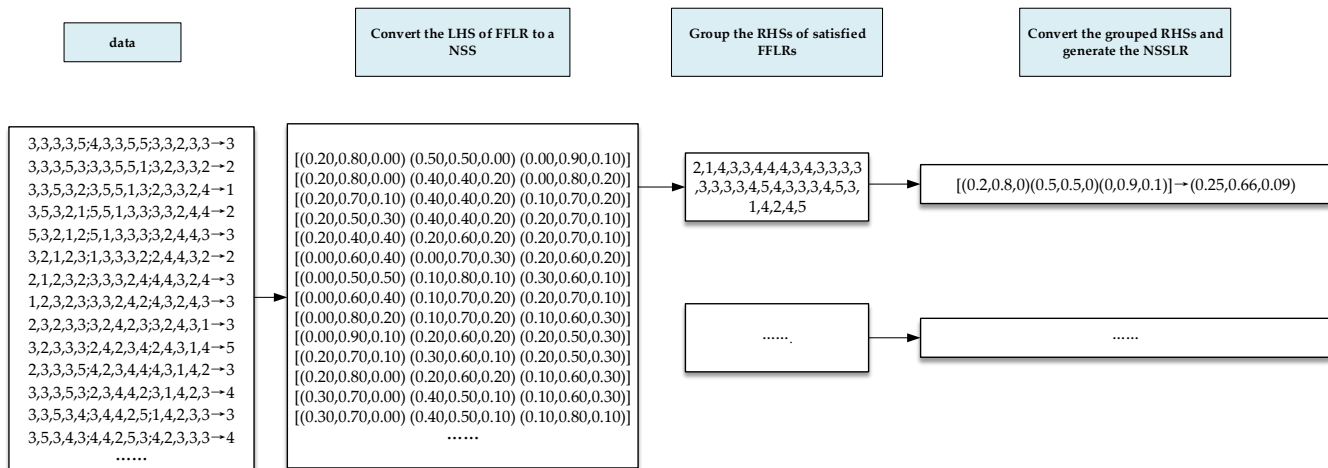 data
Convert the LHS of FFLR to a
NSS
Group the RHSs of satisfied
FFLRs
Convert the grouped RHSs and
generate the NSSLR
3,3,3,3,5;4,3,3,5,5;3,3,2,3,3→3
3,3,3,5,3;3,3,5,5,1;3,2,3,3,2→2
3,3,5,3,2;3,5,5,1,3;2,3,3,2,4→1
3,5,3,2,1;5,5,1,3,3;3,3,2,4,4→2
5,3,2,1,2;5,1,3,3,3;3,2,4,4,3→3
3,2,1,2,3;1,3,3,3,2;2,4,4,3,2→2
2,1,2,3,2;3,3,3,2,4;4,4,3,2,4→3
1,2,3,2,3;3,3,2,4,2;4,3,2,4,3→3
2,3,2,3,3;3,2,4,2,3;3,2,4,3,1→3
3,2,3,3,3;2,4,2,3,4;2,4,3,1,4→5
2,3,3,3,5;4,2,3,4,4;4,3,1,4,2→3
3,3,3,5,3;2,3,4,4,2;3,1,4,2,3→4
3,3,5,3,4;3,4,4,2,5;1,4,2,3,3→3
3,5,3,4,3;4,4,2,5,3;4,2,3,3,3→4
……
[(0.20,0.80,0.00) (0.50,0.50,0.00) (0.00,0.90,0.10)]
[(0.20,0.80,0.00) (0.40,0.40,0.20) (0.00,0.80,0.20)]
[(0.20,0.70,0.10) (0.40,0.40,0.20) (0.10,0.70,0.20)]
[(0.20,0.50,0.30) (0.40,0.40,0.20) (0.20,0.70,0.10)]
[(0.20,0.40,0.40) (0.20,0.60,0.20) (0.20,0.70,0.10)]
[(0.00,0.60,0.40) (0.00,0.70,0.30) (0.20,0.60,0.20)]
[(0.00,0.50,0.50) (0.10,0.80,0.10) (0.30,0.60,0.10)]
[(0.00,0.60,0.40) (0.10,0.70,0.20) (0.20,0.70,0.10)]
[(0.00,0.80,0.20) (0.10,0.70,0.20) (0.10,0.60,0.30)]
[(0.00,0.90,0.10) (0.20,0.60,0.20) (0.20,0.50,0.30)]
[(0.20,0.70,0.10) (0.30,0.60,0.10) (0.20,0.50,0.30)]
[(0.20,0.80,0.00) (0.20,0.60,0.20) (0.10,0.60,0.30)]
[(0.30,0.70,0.00) (0.40,0.50,0.10) (0.10,0.60,0.30)]
[(0.30,0.70,0.00) (0.40,0.50,0.10) (0.10,0.80,0.10)]
……
2,1,4,3,3,4,4,4,3,4,3,3,3,3
,3,3,3,3,4,5,4,3,3,3,4,5,3,
1,4,2,4,5
[(0.2,0.8,0)(0.5,0.5,0)(0,0.9,0.1)]→(0.25,0.66,0.09)
…….
……